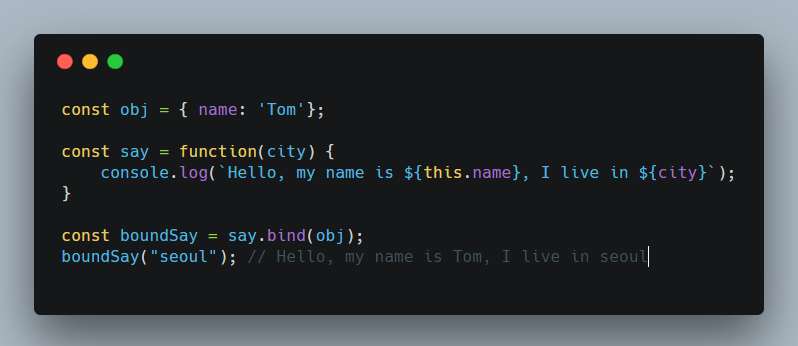 const obj = { name: 'Tom'};
const say = function(city) {
    console.log(`Hello, my name is ${this.name}, I live in ${city}`);
}
const boundSay = say.bind(obj);
boundSay("seoul"); // Hello, my name is Tom, I live in seoul